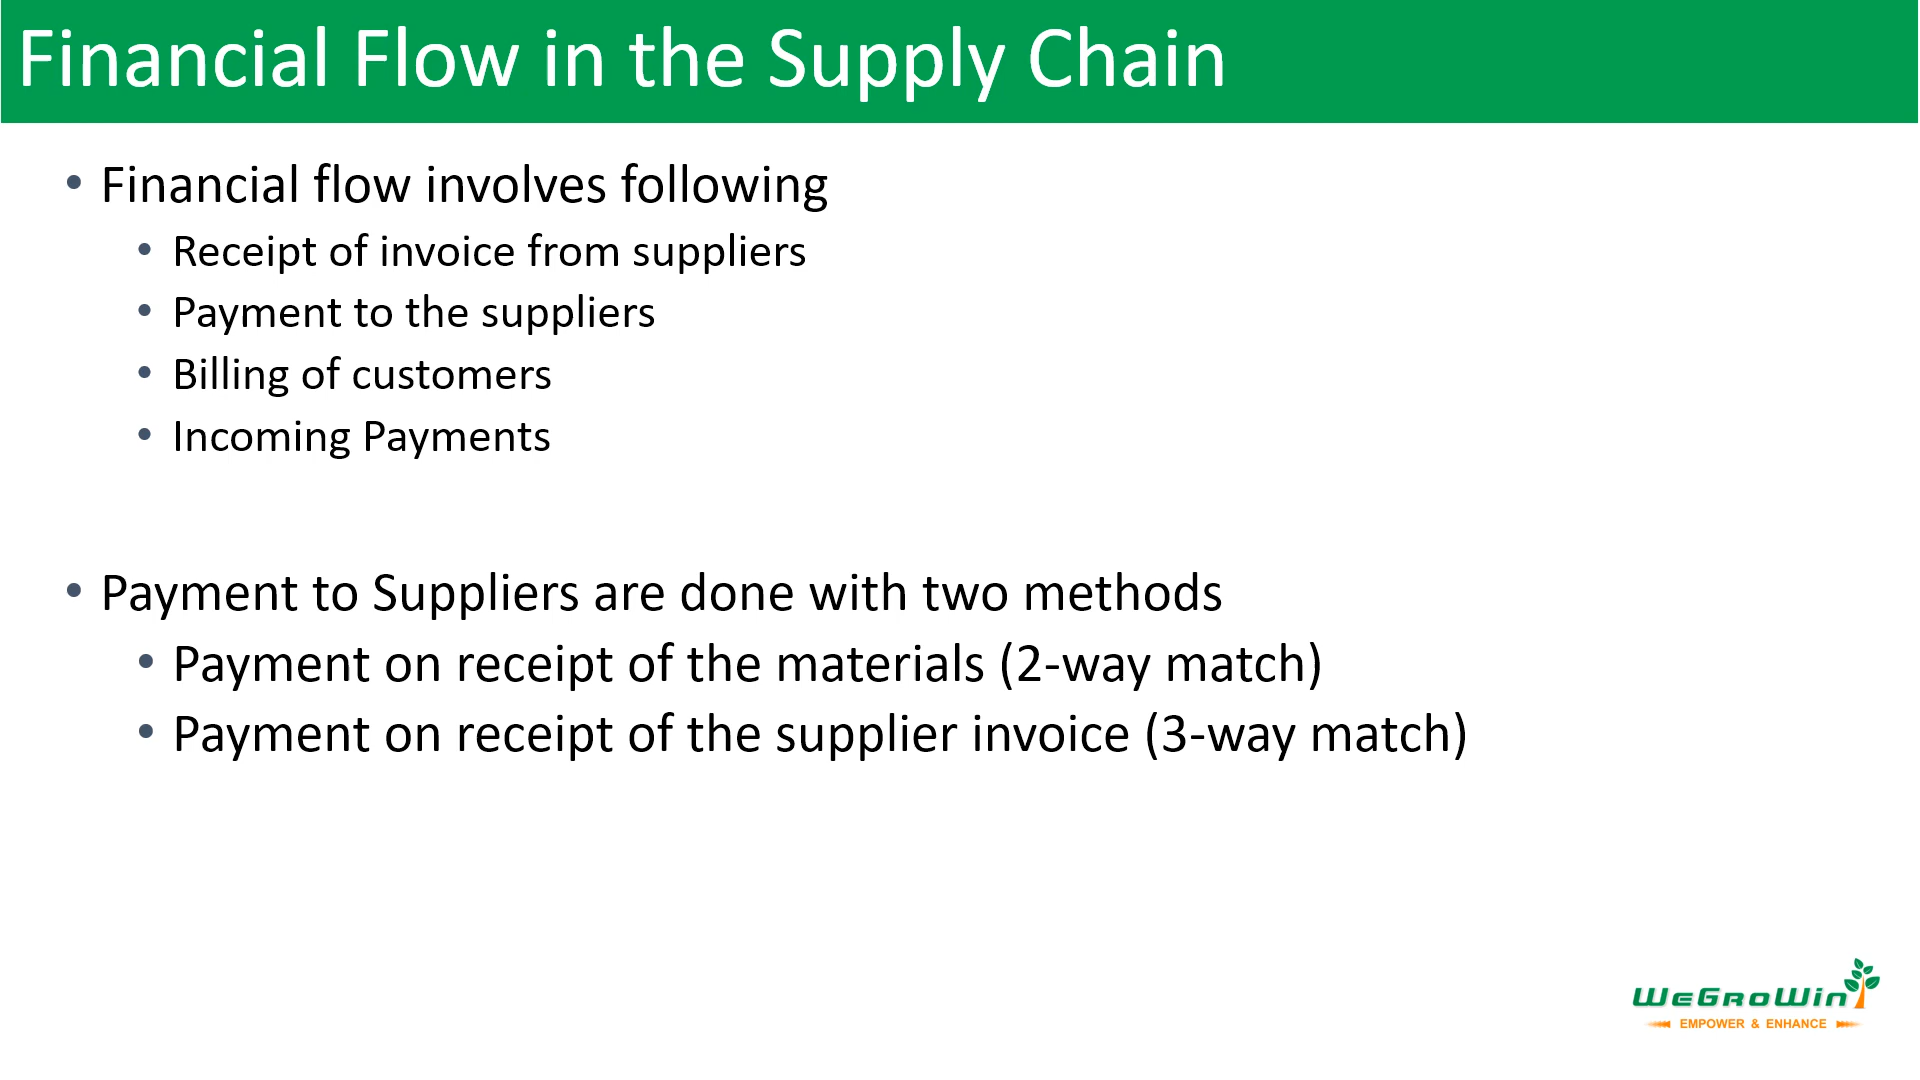 Financial Flow in the Supply Chain
• Financial flow involves following
• Receipt of invoice from suppliers
• Payment to the suppliers
• Billing of customers
• Incoming Payments
• Payment to Suppliers are done with two methods
• Payment on receipt of the materials (2-way match)
• Payment on receipt of the supplier invoice (3-way match)
WeGroWin
EMPOWER & ENHANCE